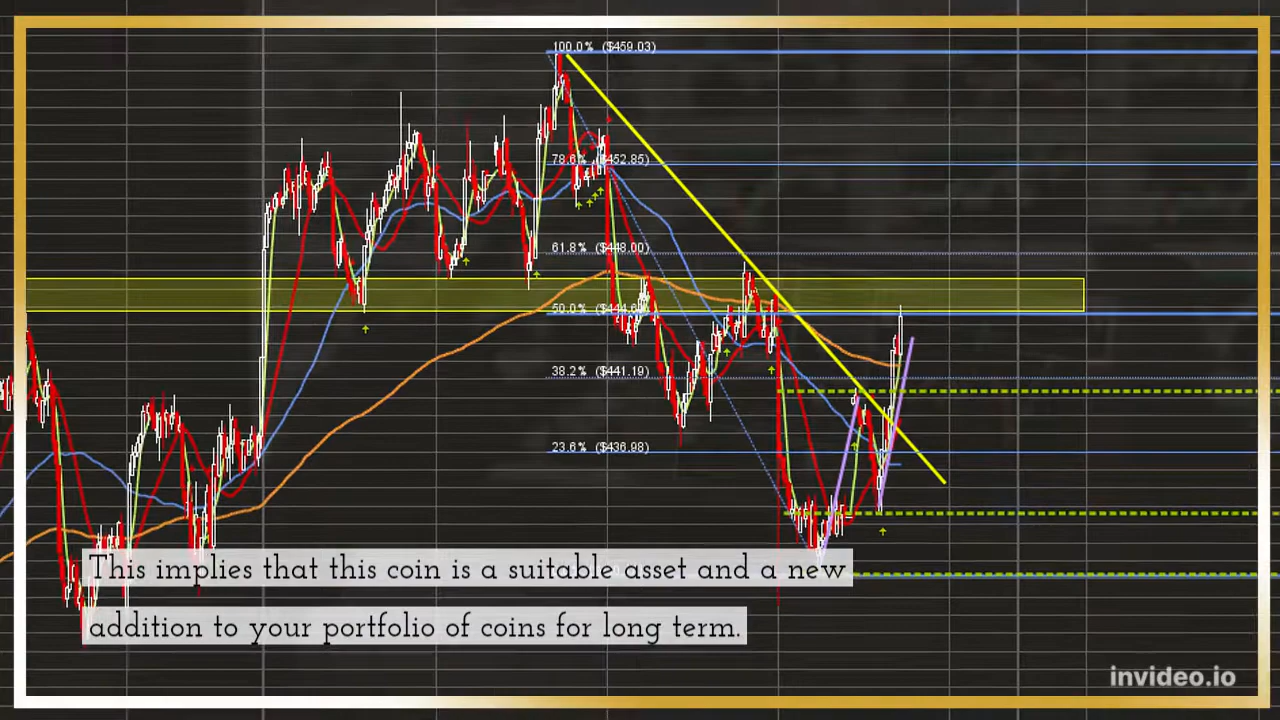 100.0% ($459.03)
78.6% ($452.85)
61.8% ($448.00)
50.0%
38.2% ($441.19)
23.6% ($436.98)
This implies that this coin is a suitable asset and a new
addition to your portfolio of coins for long term.
invideo.io